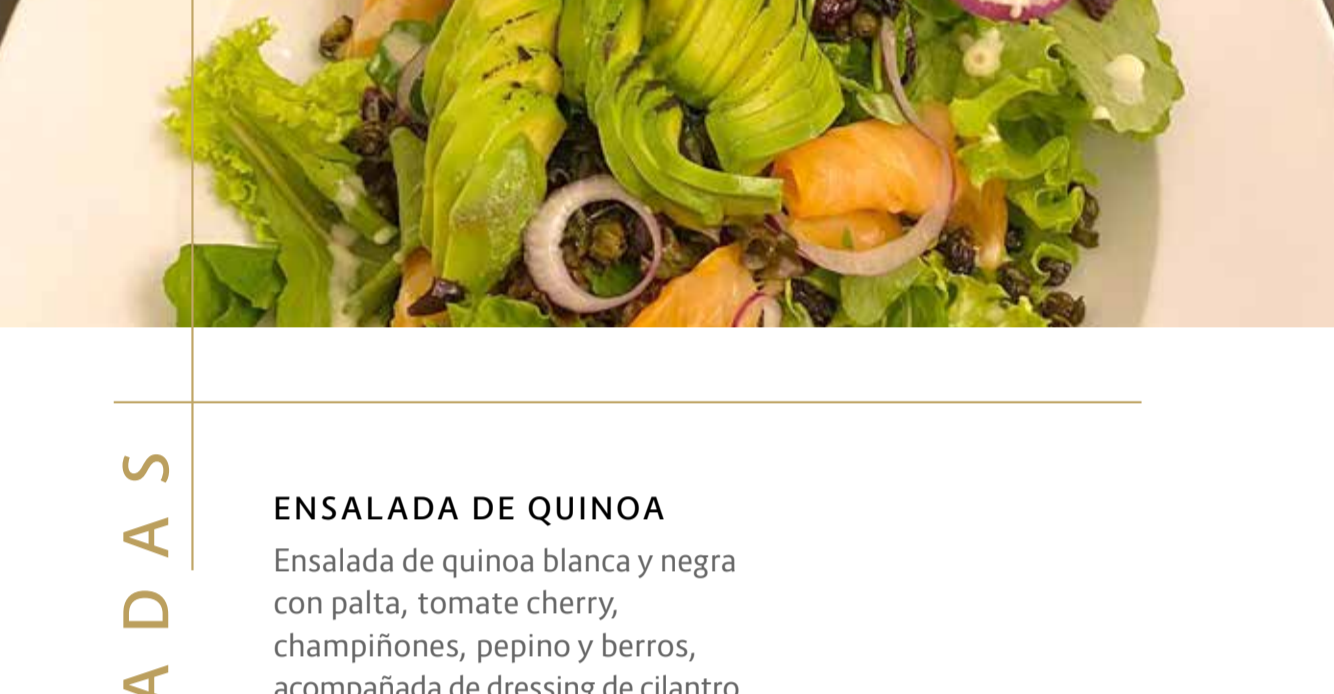 ADAS
ENSALADA DE QUINOA
Ensalada de quinoa blanca y negra
con palta, tomate cherry,
champiñones, pepino y berros,
acompañada de dressing de cilantro